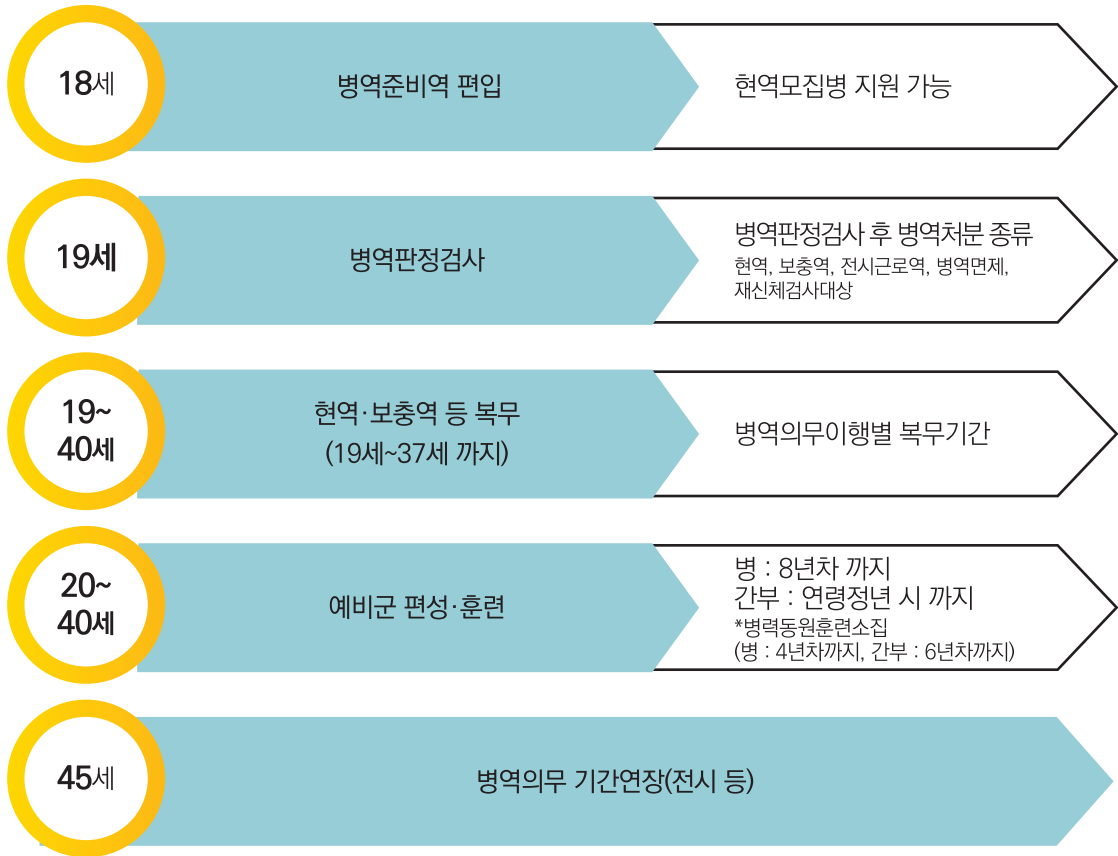 18세
병역준비역 편입
현역모집병 지원 가능
19세
병역판정검사
병역판정검사 후 병역처분 종류
현역, 보충역, 전시근로역, 병역면제,
재신체검사대상
19~
40세
현역·보충역 등 복무
(19세~37세 까지)
병역의무이행별 복무기간
20~
40세
예비군 편성·훈련
병 : 8년차 까지
간부 : 연령정년 시 까지
*병력동원훈련소집
(병 : 4년차까지, 간부 : 6년차까지)
45세
병역의무 기간연장(전시 등)